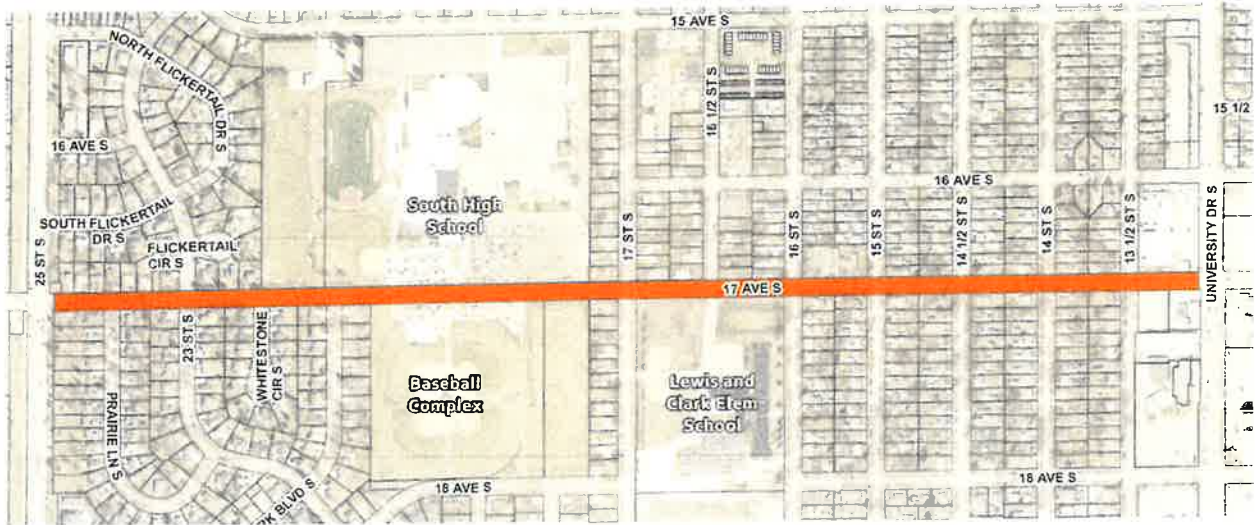 15 AVE S
NORTH FLICKERTAIL DR S
15 1/2 ST S
15 1/2
16 AVE S
16 AVE S
South High
School
SOUTH FLICKERTAIL
DR S
FLICKERTAIL
CIR S
25 ST S
17 ST S
16 ST S
15 ST S
14 1/2 ST S
14 ST S
13 1/2 ST S
UNIVERSITY DR S
17 AVE S
23 ST S
WHITESTONE
CIR S
PRAIRIE LN S
Baseball
Complex
Lewis and
Clark Elem
School
18 AVE S
18 AVE S
RK BLVD S